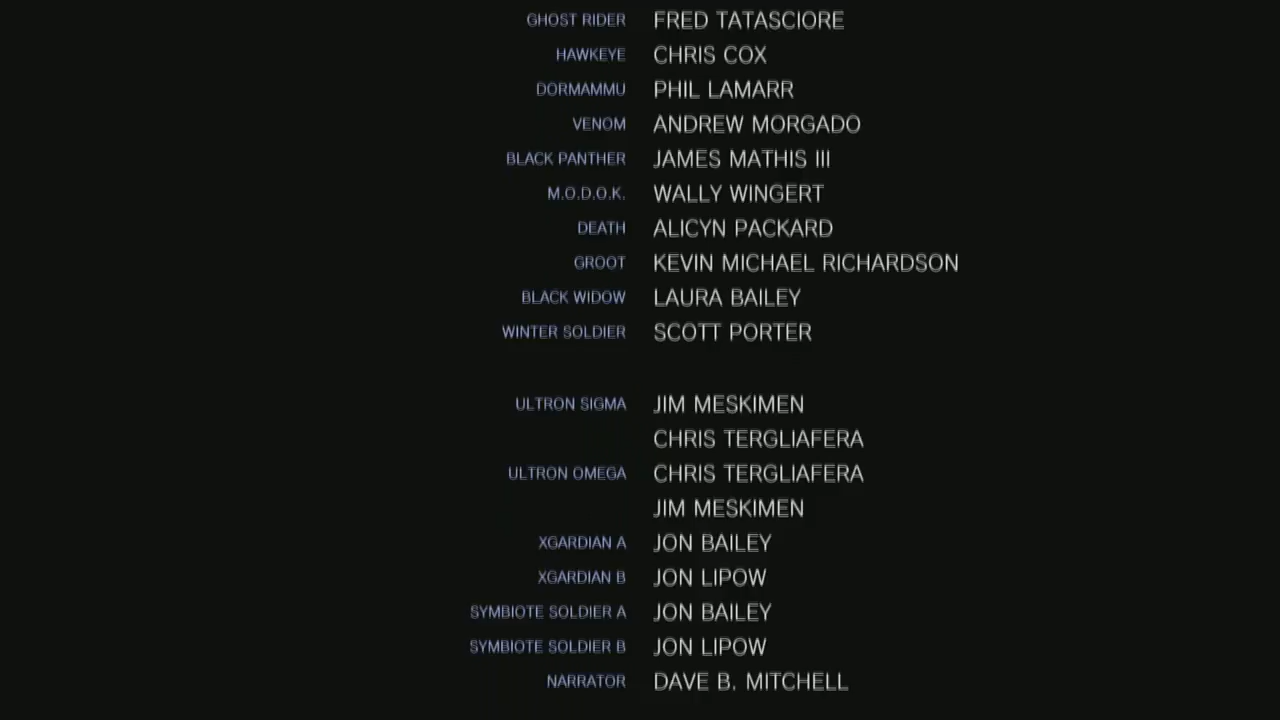 GHOST RIDER FRED TATASCIORE
HAWKEYE CHRIS COX
DORMAMMU PHIL LAMARR
VENOM ANDREW MORGADO
BLACK PANTHER JAMES MATHIS III
M.O.D.O.K. WALLY WINGERT
DEATH ALICYN PACKARD
GROOT KEVIN MICHAEL RICHARDSON
BLACK WIDOW LAURA BAILEY
WINTER SOLDIER SCOTT PORTER
ULTRON SIGMA JIM MESKIMEN
CHRIS TERGLIAFERA
ULTRON OMEGA CHRIS TERGLIAFERA
JIM MESKIMEN
XGARDIAN A JON BAILEY
XGARDIAN B JON LIPOW
SYMBIOTE SOLDIER A JON BAILEY
SYMBIOTE SOLDIER B JON LIPOW
NARRATOR DAVE B. MITCHELL